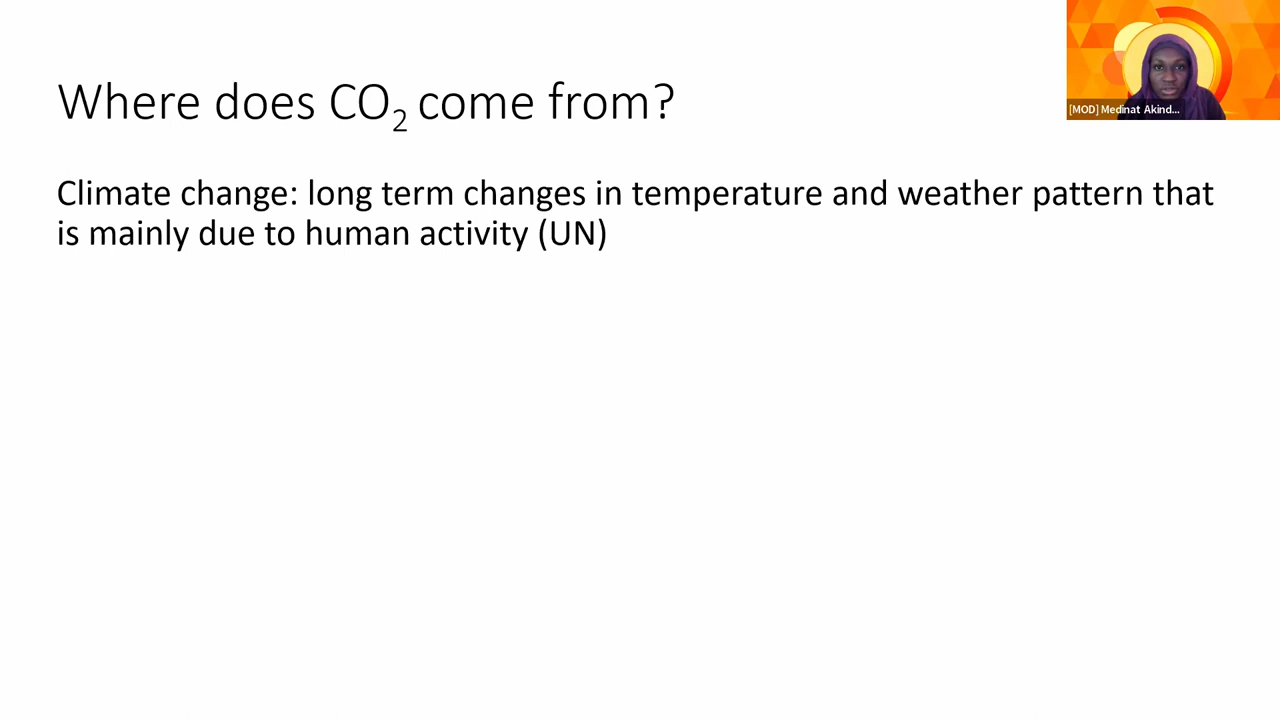 Where does CO₂ come from?
[MOD] Medinat Akind...
Climate change: long term changes in temperature and weather pattern that
is mainly due to human activity (UN)